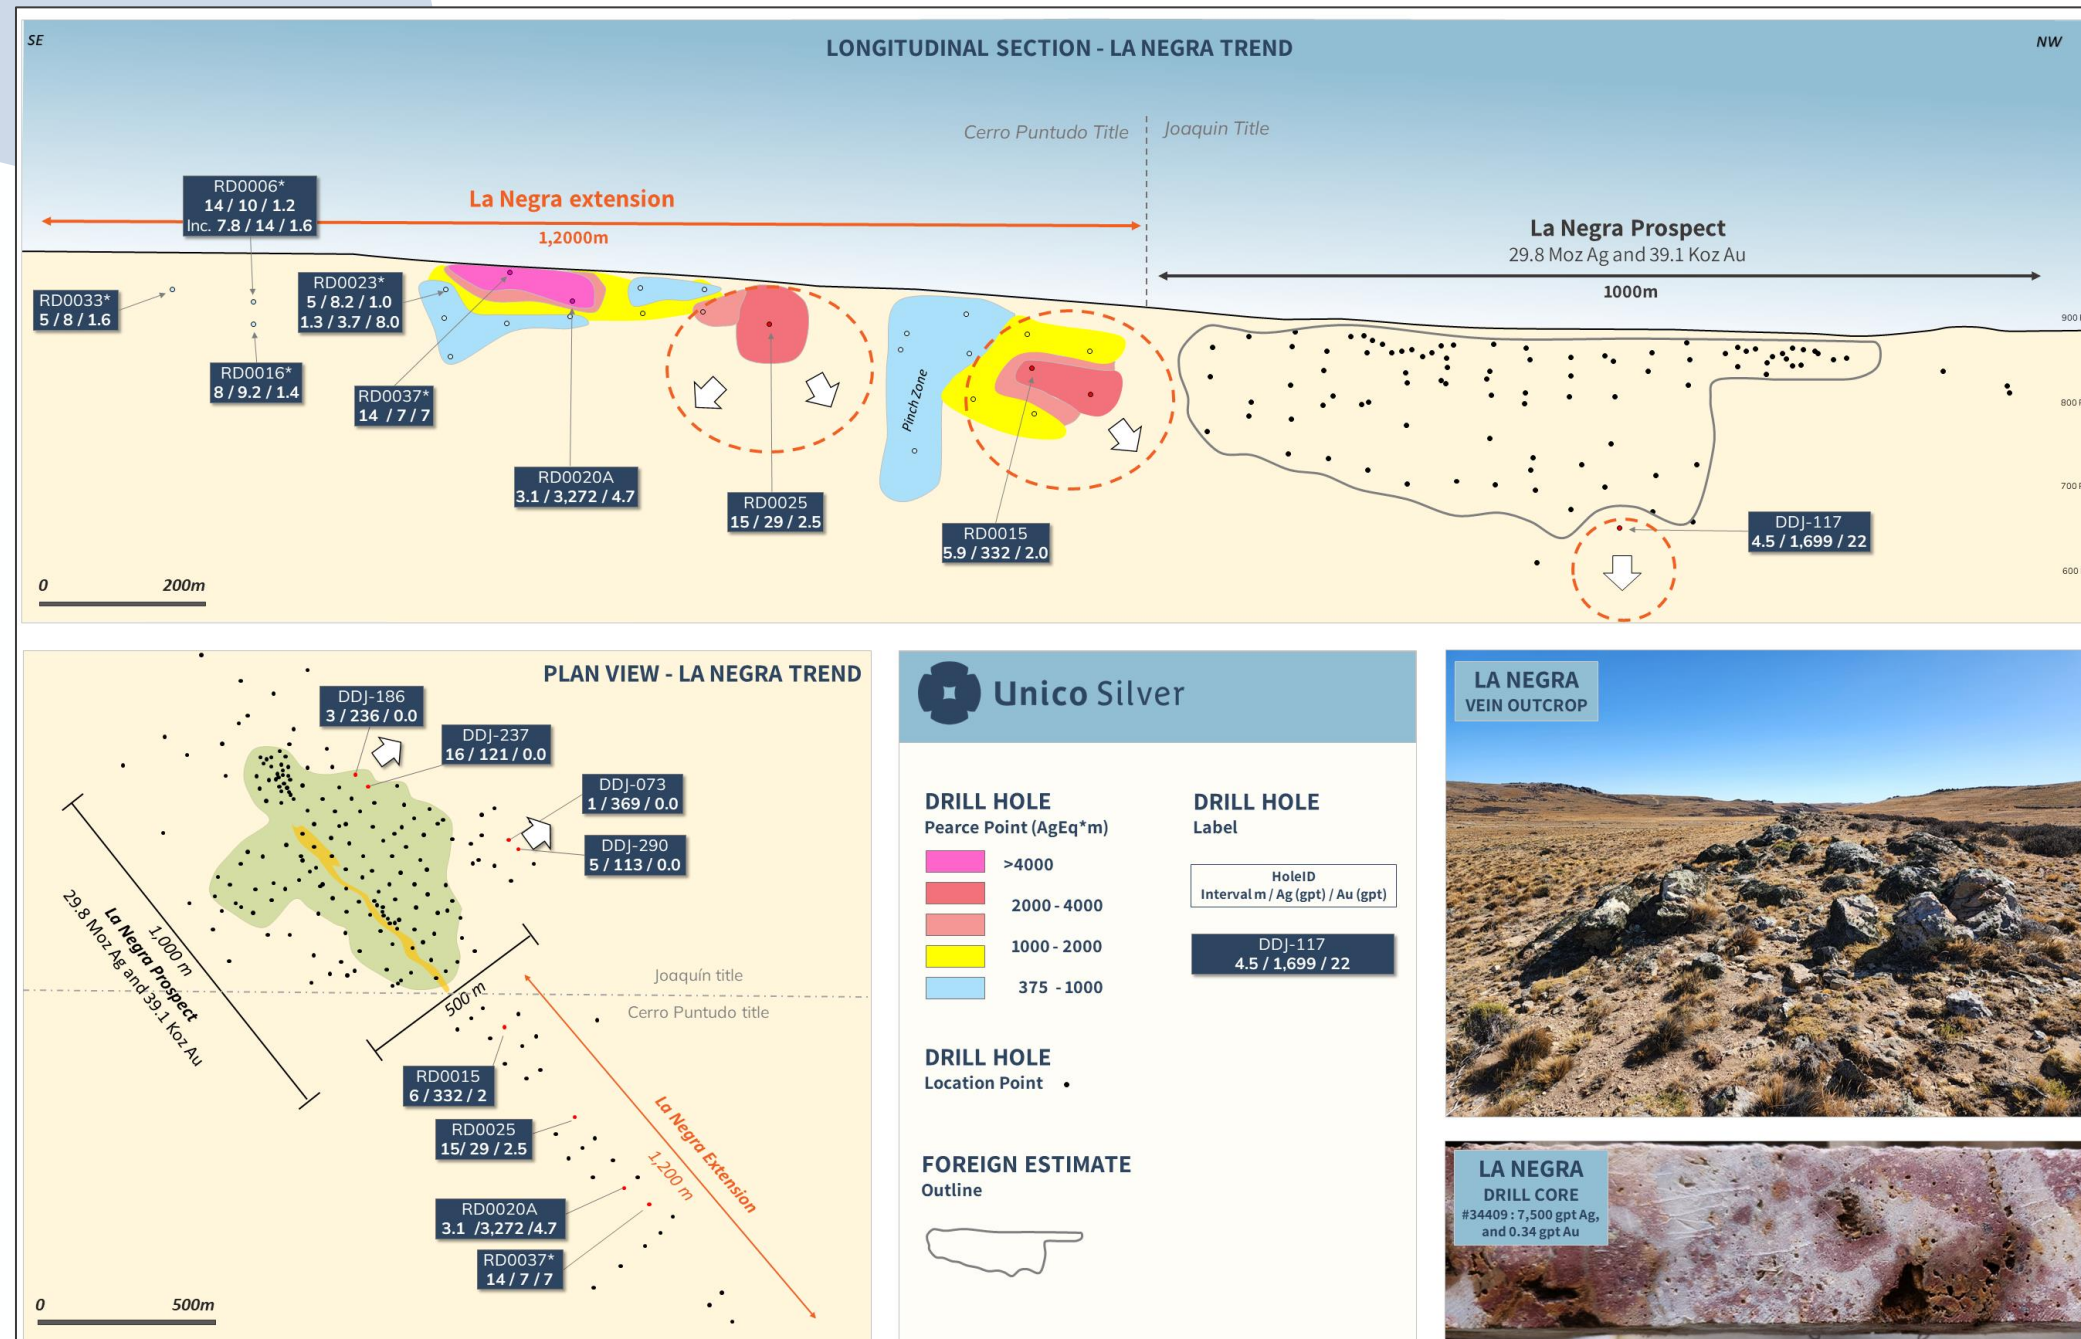 SE
LONGITUDINAL SECTION - LA NEGRA TREND
NW
Cerro Puntudo Title
Joaquin Title
RD0006*
14 / 10 / 1.2
Inc. 7.8 / 14 / 1.6
La Negra extension
1,2000m
La Negra Prospect
29.8 Moz Ag and 39.1 Koz Au
1000m
RD0033*
5 / 8 / 1.6
RD0023*
5 / 8.2 / 1.0
1.3 / 3.7 / 8.0
900
RD0016*
8 / 9.2 / 1.4
RD0037*
14 / 7 / 7
Pinch Zone
800
RD0020A
3.1 / 3,272 / 4.7
RD0025
15 / 29 / 2.5
RD0015
5.9 / 332 / 2.0
700
DDJ-117
4.5 / 1,699 / 22
600
0 200m
PLAN VIEW - LA NEGRA TREND
DDJ-186
3 / 236 / 0.0
DDJ-237
16 / 121 / 0.0
DDJ-073
1 / 369 / 0.0
DDJ-290
5 / 113 / 0.0
1,000 m
La Negra Prospect
29.8 Moz Ag and 39.1 Koz Au
500 m
Joaquín title
Cerro Puntudo title
RD0015
6 / 332 / 2
RD0025
15/ 29 / 2.5
La Negra Extension
1,200 m
RD0020A
3.1 /3,272 /4.7
RD0037*
14 / 7 / 7
0 500m
Unico Silver
DRILL HOLE
Pearce Point (AgEq*m)
>4000
2000 - 4000
1000 - 2000
375 - 1000
DRILL HOLE
Label
HoleID
Interval m / Ag (gpt) / Au (gpt)
DDJ-117
4.5 / 1,699 / 22
DRILL HOLE
Location Point
FOREIGN ESTIMATE
Outline
LA NEGRA
VEIN OUTCROP
LA NEGRA
DRILL CORE
#34409 : 7,500 gpt Ag,
and 0.34 gpt Au